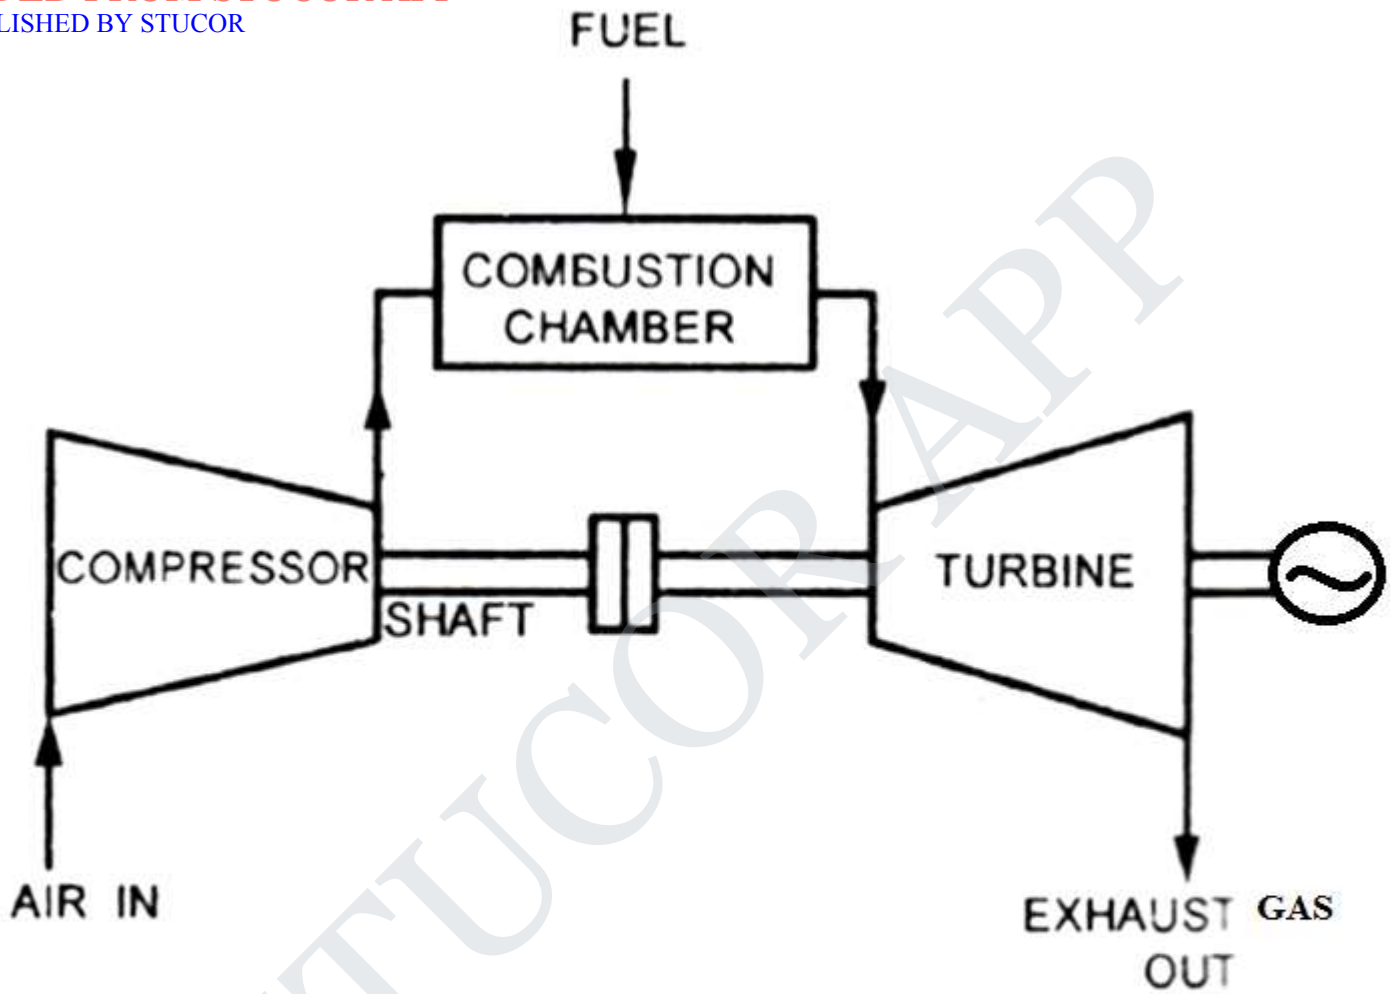 LISHED BY STUCOR
FUEL
COMBUSTION
CHAMBER
COMPRESSOR
SHAFT
TURBINE
AIR IN
EXHAUST GAS
OUT
STUCOR APP